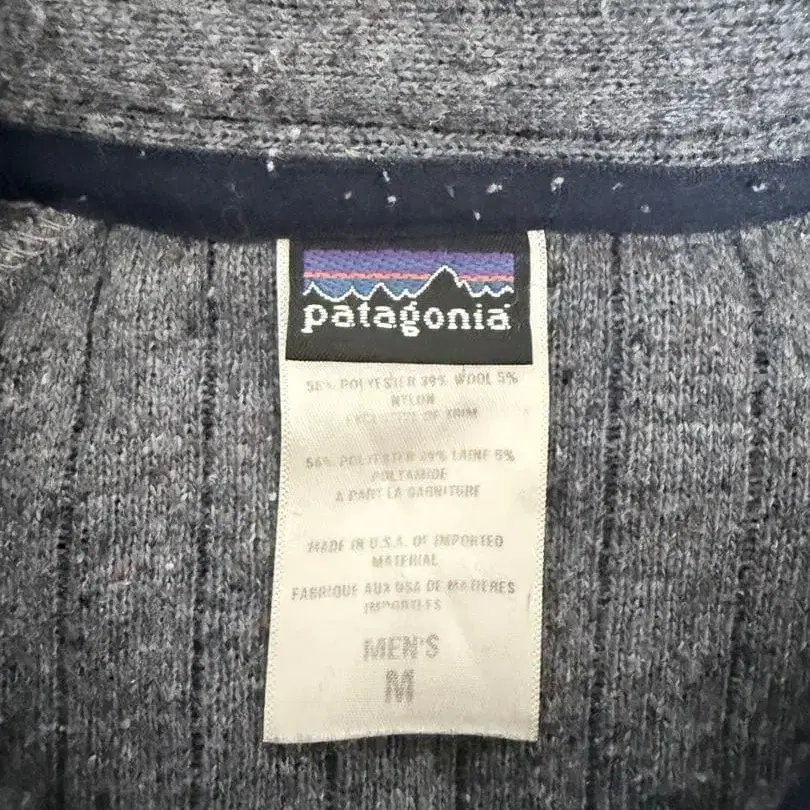 patagonia
56% POLYESTER 39% WOOL 5%
NYLON
EXCLUSIVE OF TRIM
56% POLYESTER 39% LAINE 5%
POLYAMIDE
A PART LA GARNITURE
MADE IN U.S.A. OF IMPORTED
MATERIAL
FABRIQUE AUX USA DE MATIERES
IMPORTEES
MEN'S
M